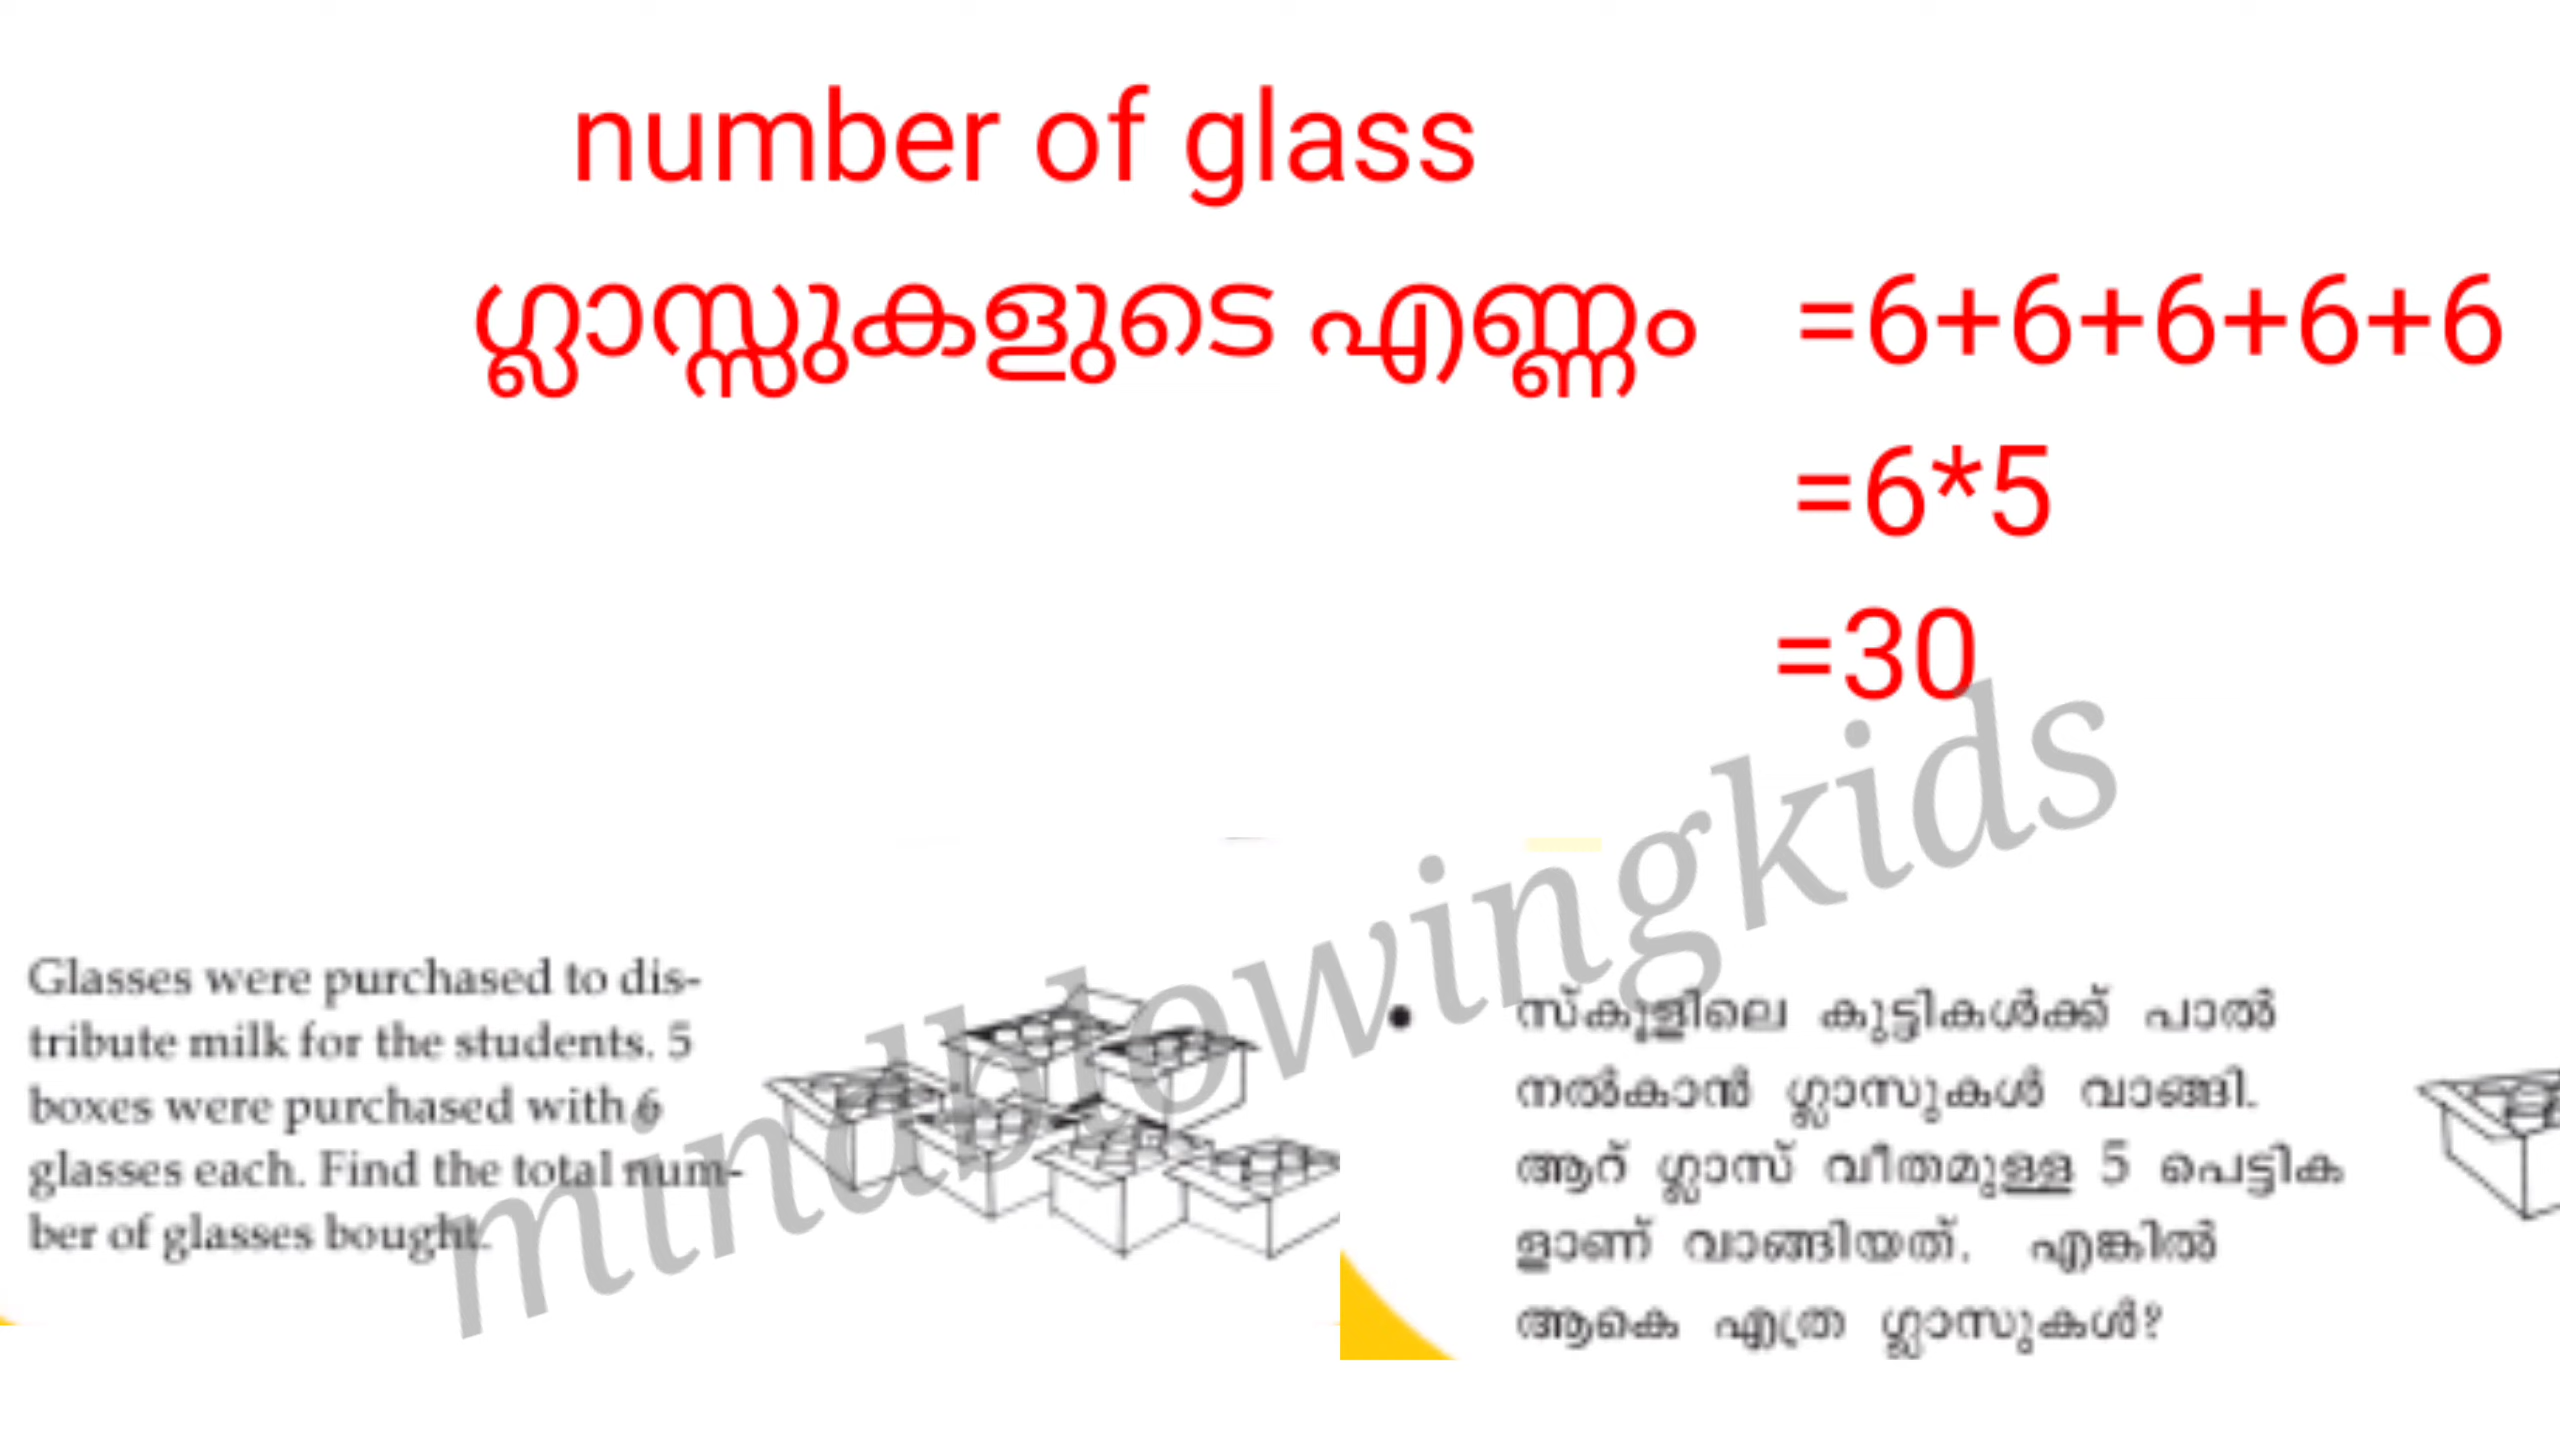 number of glass
ഗ്ലാസ്സുകളുടെ എണ്ണം =6+6+6+6+6
=6*5
=30
mindblowingkids
Glasses were purchased to dis-
tribute milk for the students. 5
boxes were purchased with 6
glasses each. Find the total num-
ber of glasses bought.
• സ്കൂളിലെ കുട്ടികൾക്ക് പാൽ
നൽകാൻ ഗ്ലാസുകൾ വാങ്ങി.
ആറ് ഗ്ലാസ് വീതമുള്ള 5 പെട്ടിക
ളാണ് വാങ്ങിയത്. എങ്കിൽ
ആകെ എത്ര ഗ്ലാസുകൾ?